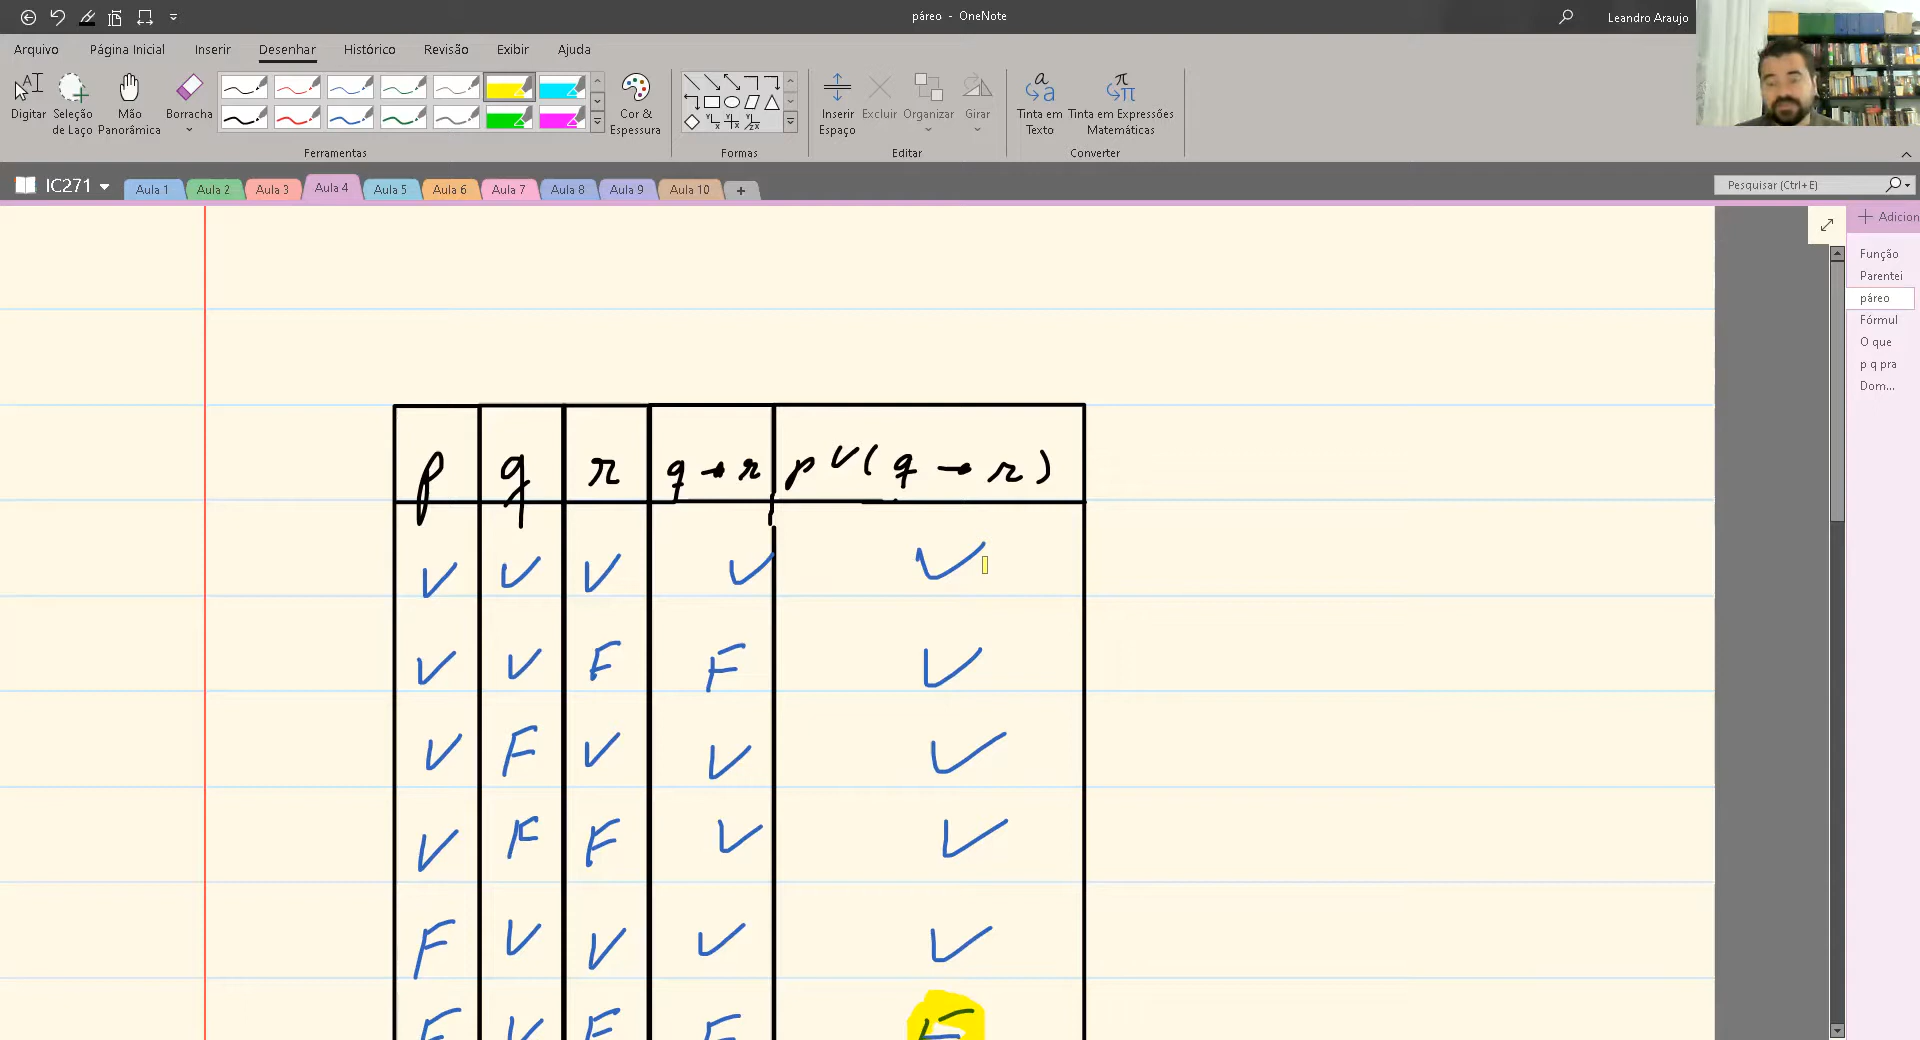 páreo - OneNote
Leandro Araujo
Arquivo Página Inicial Inserir Desenhar Histórico Revisão Exibir Ajuda
Digitar Seleção de Laço Mão Panorâmica Borracha
Cor & Espessura
Inserir Espaço Excluir Organizar Girar
a a Tinta em Texto
π π Tinta em Expressões Matemáticas
Ferramentas Formas Editar Converter
IC271 Aula 1 Aula 2 Aula 3 Aula 4 Aula 5 Aula 6 Aula 7 Aula 8 Aula 9 Aula 10 +
Pesquisar (Ctrl+E)
Adicion
Função
Parentei
páreo
Fórmul
O que
p q pra
Dom...
p q r q → r p V ( q → r )
V V V V V
V V F F V
V F V V V
V F F V V
F V V V V
F V F F F